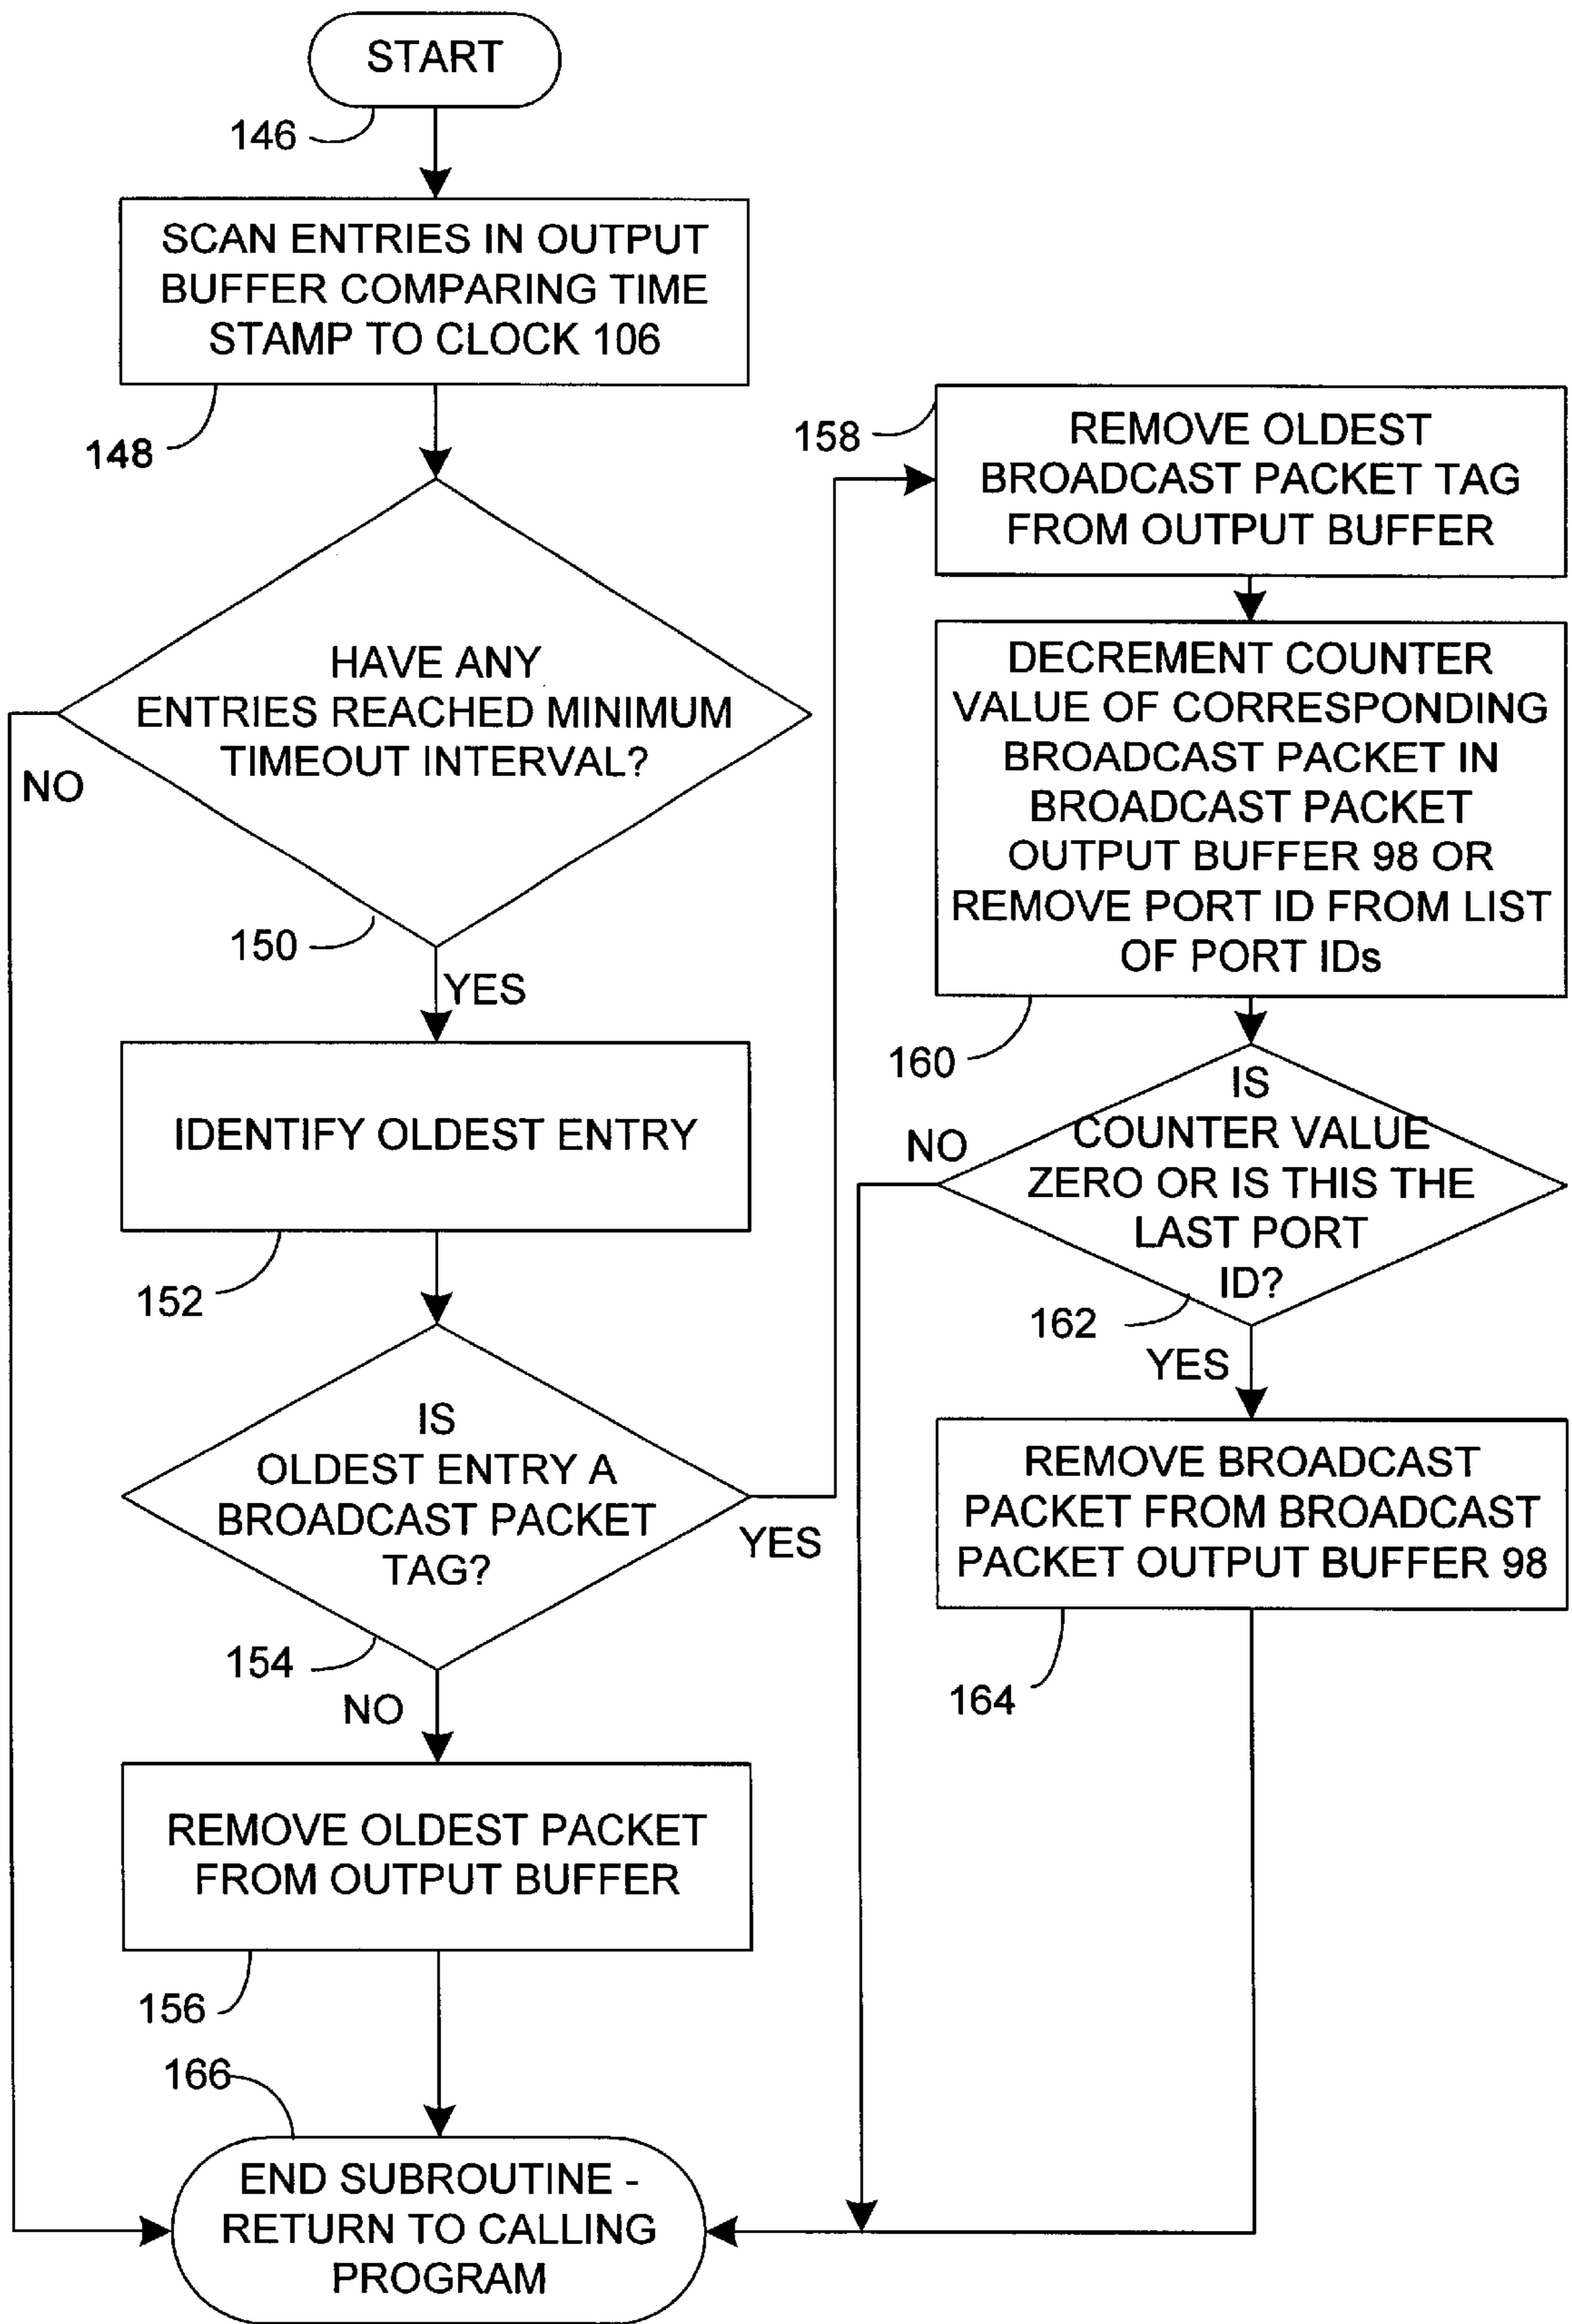 START
146
SCAN ENTRIES IN OUTPUT
BUFFER COMPARING TIME
STAMP TO CLOCK 106
148
HAVE ANY
ENTRIES REACHED MINIMUM
TIMEOUT INTERVAL?
NO
150
YES
IDENTIFY OLDEST ENTRY
152
IS
OLDEST ENTRY A
BROADCAST PACKET
TAG?
YES
154
NO
REMOVE OLDEST PACKET
FROM OUTPUT BUFFER
156
158
REMOVE OLDEST
BROADCAST PACKET TAG
FROM OUTPUT BUFFER
DECREMENT COUNTER
VALUE OF CORRESPONDING
BROADCAST PACKET IN
BROADCAST PACKET
OUTPUT BUFFER 98 OR
REMOVE PORT ID FROM LIST
OF PORT IDs
160
IS
COUNTER VALUE
ZERO OR IS THIS THE
LAST PORT
ID?
NO
162
YES
REMOVE BROADCAST
PACKET FROM BROADCAST
PACKET OUTPUT BUFFER 98
164
166
END SUBROUTINE -
RETURN TO CALLING
PROGRAM